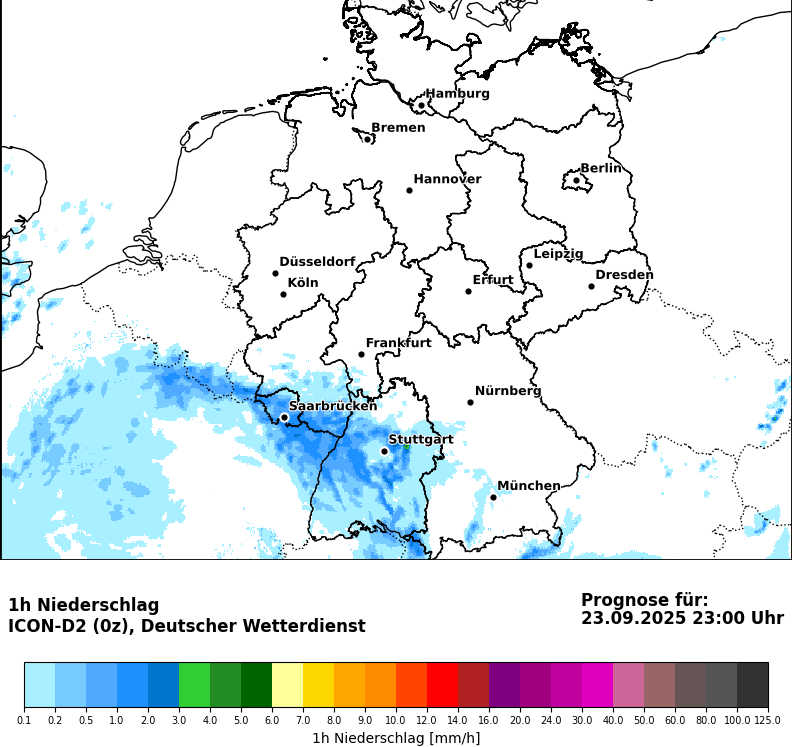 Hamburg
Bremen
Berlin
Hannover
Leipzig
Düsseldorf
Dresden
Köln
Erfurt
Frankfurt
Nürnberg
Saarbrücken
Stuttgart
München
1h Niederschlag
ICON-D2 (0z), Deutscher Wetterdienst
Prognose für:
23.09.2025 23:00 Uhr
0.1 0.2 0.5 1.0 2.0 3.0 4.0 5.0 6.0 7.0 9.0 10.0 12.0 14.0 16.0 20.0 24.0 30.0 40.0 50.0 60.0 80.0 100.0 125.0
1h Niederschlag [mm/h]